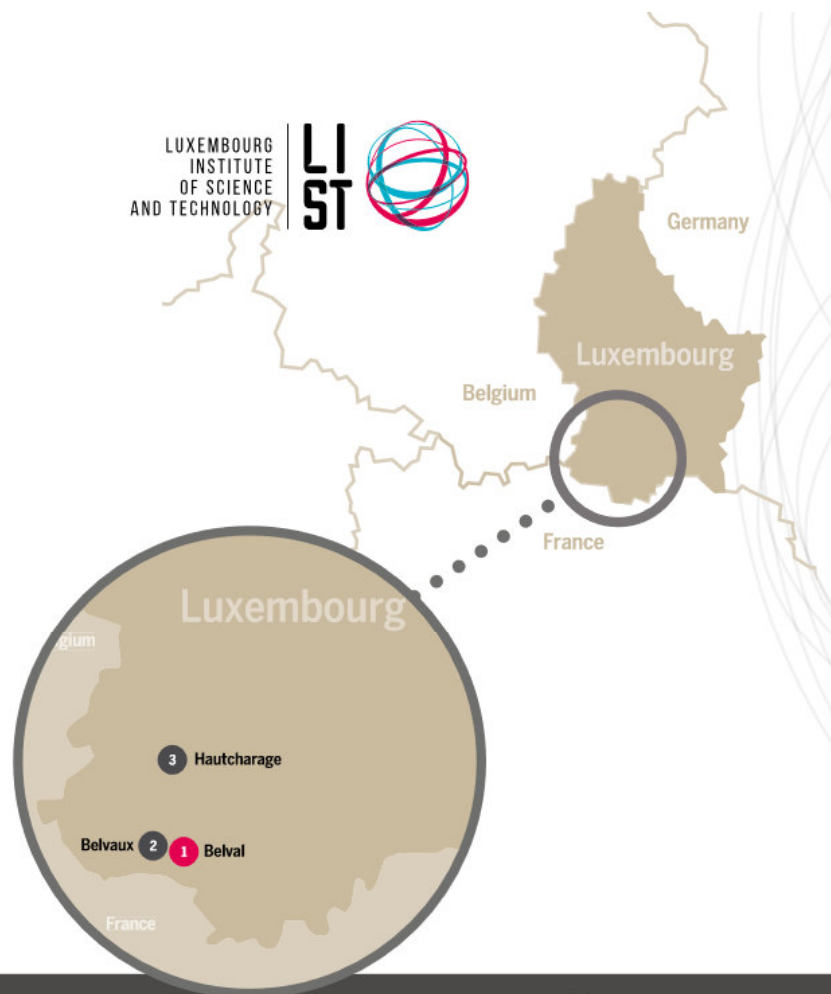 LUXEMBOURG
INSTITUTE
OF SCIENCE
AND TECHNOLOGY
LI
ST
Germany
Luxembourg
Belgium
France
Luxembourg
gium
3 Hautcharage
Belvaux 2 1 Belval
France